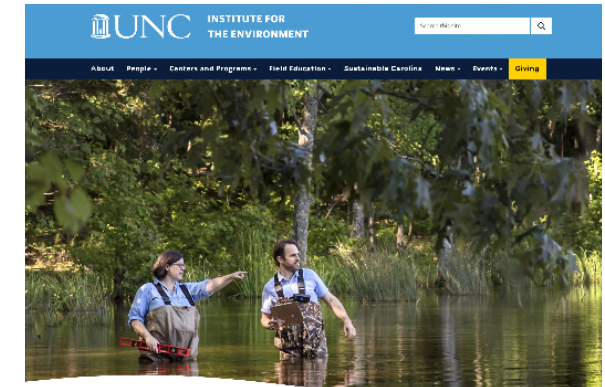 UNC INSTITUTE FOR
THE ENVIRONMENT
Search this site
About People Centers and Programs Field Education Sustainable Carolina News Events Giving